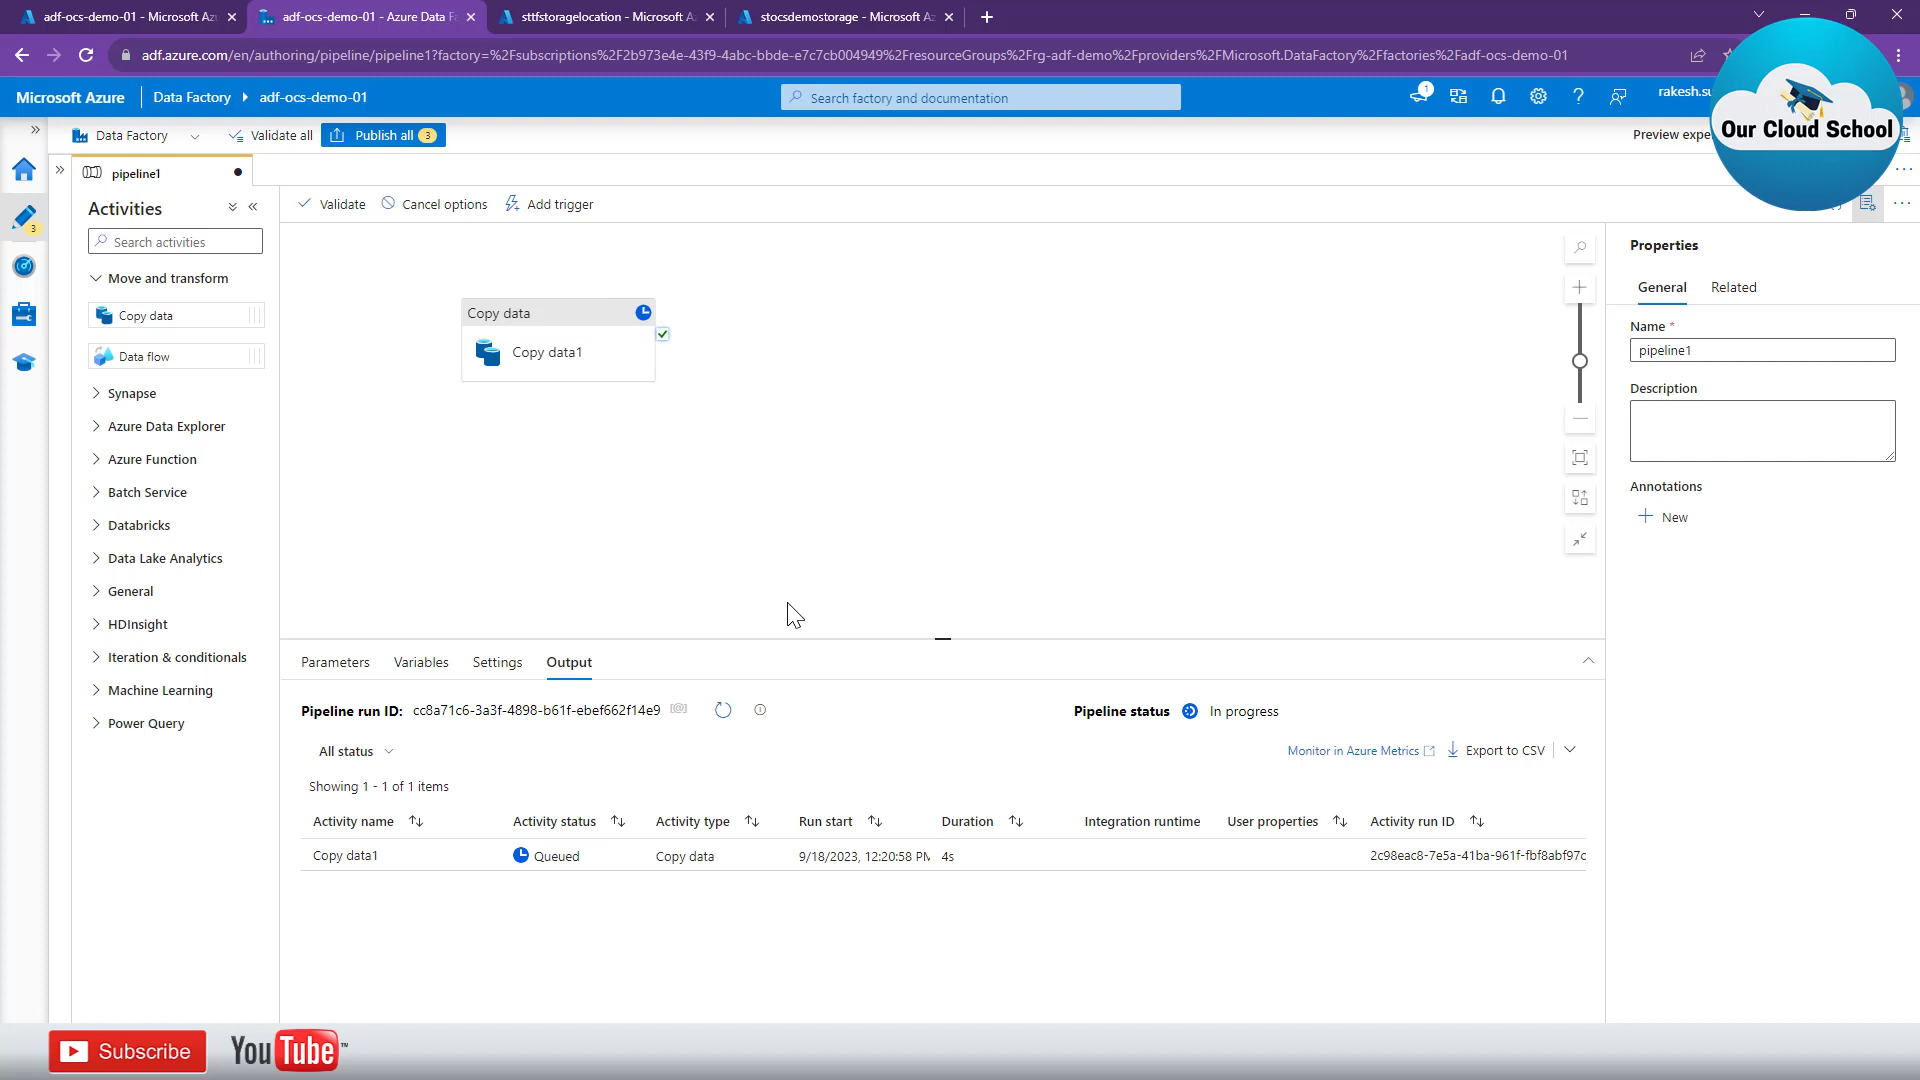 adf-ocs-demo-01 - Microsoft Az
adf-ocs-demo-01 - Azure Data F
sttfstoragelocation - Microsoft A
stocsdemostorage - Microsoft Az
adf.azure.com/en/authoring/pipeline/pipeline1?factory=%2Fsubscriptions%2F2b973e4e-43f9-4abc-bbde-e7c7cb004949%2FresourceGroups%2Frg-adf-demo%2Fproviders%2FMicrosoft.DataFactory%2Ffactories%2Fadf-ocs-demo-01
Microsoft Azure
Data Factory
adf-ocs-demo-01
Search factory and documentation
1
rakesh.su
Our Cloud School
Data Factory
Validate all
Publish all 3
Preview expe
pipeline1
3
Activities
Search activities
Move and transform
Copy data
Data flow
Synapse
Azure Data Explorer
Azure Function
Batch Service
Databricks
Data Lake Analytics
General
HDInsight
Iteration & conditionals
Machine Learning
Power Query
Validate
Cancel options
Add trigger
Copy data
Copy data1
Properties
General
Related
Name *
pipeline1
Description
Annotations
New
Parameters
Variables
Settings
Output
Pipeline run ID: cc8a71c6-3a3f-4898-b61f-ebef662f14e9
Pipeline status In progress
All status
Monitor in Azure Metrics
Export to CSV
Showing 1 - 1 of 1 items
Activity name
Activity status
Activity type
Run start
Duration
Integration runtime
User properties
Activity run ID
Copy data1
Queued
Copy data
9/18/2023, 12:20:58 PM
4s
2c98eac8-7e5a-41ba-961f-fbf8abf97c
Subscribe
YouTube™